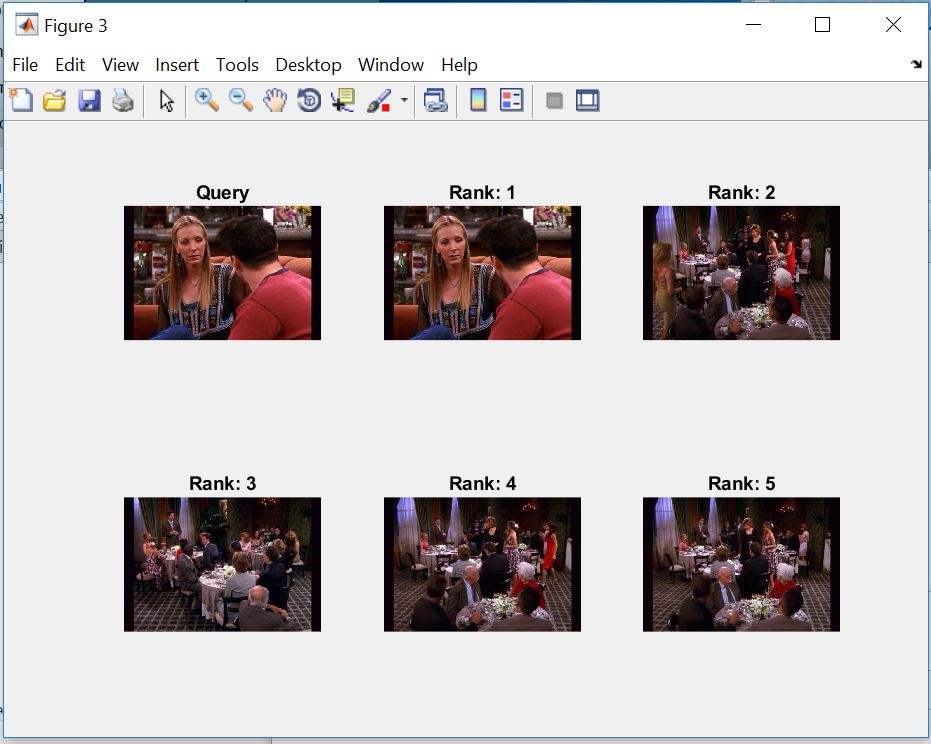 Figure 3
File Edit View Insert Tools Desktop Window Help
Query Rank: 1 Rank: 2
Rank: 3 Rank: 4 Rank: 5